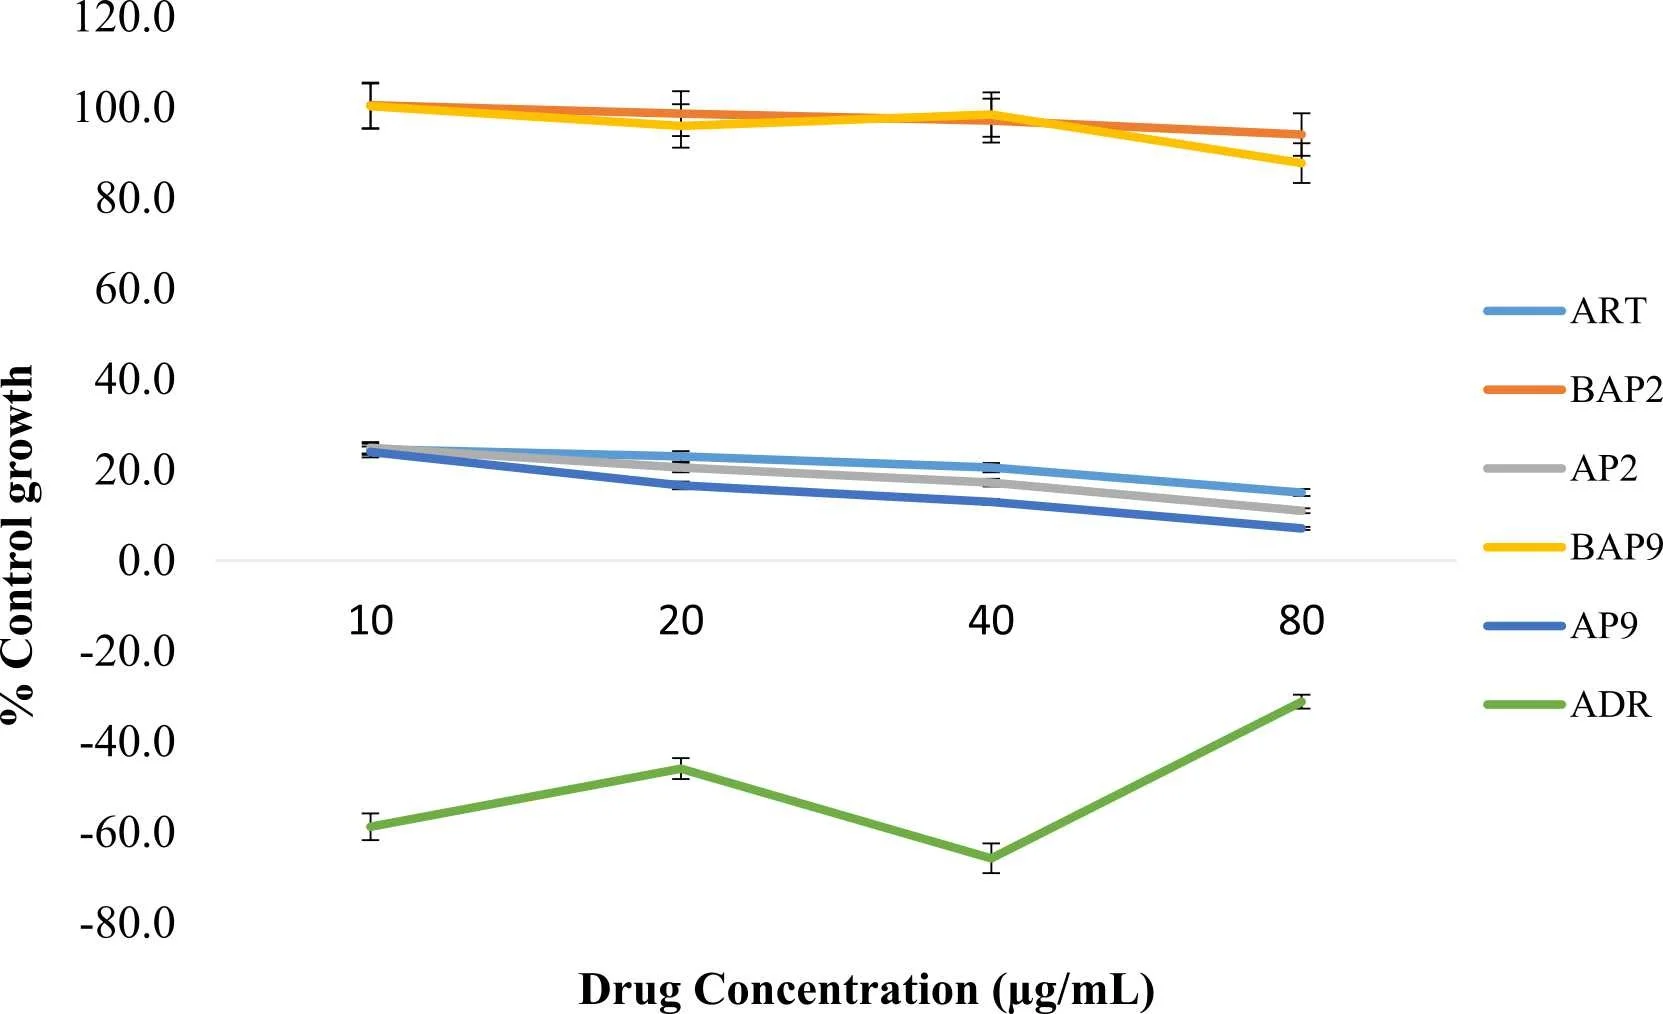 120.0
100.0
80.0
60.0
40.0
20.0
0.0
-20.0
-40.0
-60.0
-80.0
% Control growth
10 20 40 80
Drug Concentration (µg/mL)
ART
BAP2
AP2
BAP9
AP9
ADR